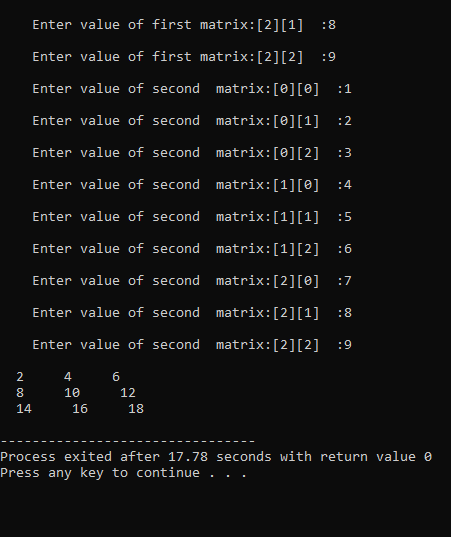 Enter value of first matrix:[2][1]  :8
Enter value of first matrix:[2][2]  :9
Enter value of second  matrix:[0][0]  :1
Enter value of second  matrix:[0][1]  :2
Enter value of second  matrix:[0][2]  :3
Enter value of second  matrix:[1][0]  :4
Enter value of second  matrix:[1][1]  :5
Enter value of second  matrix:[1][2]  :6
Enter value of second  matrix:[2][0]  :7
Enter value of second  matrix:[2][1]  :8
Enter value of second  matrix:[2][2]  :9
2     4     6
8     10     12
14     16     18
--------------------------------
Process exited after 17.78 seconds with return value 0
Press any key to continue . . .